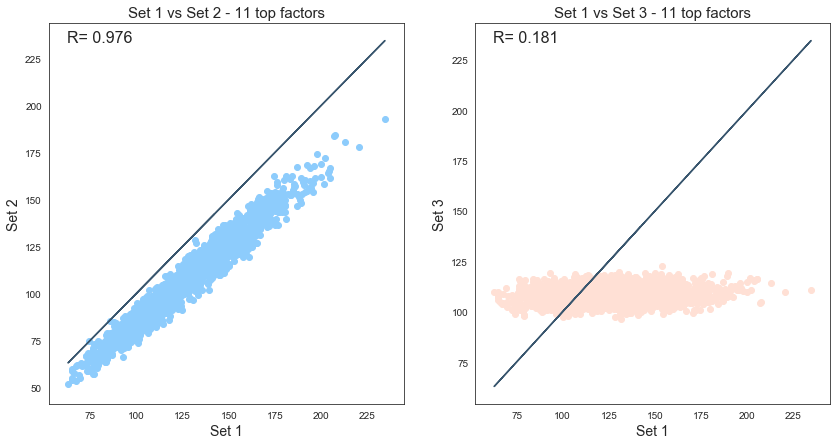 Set 1 vs Set 2 - 11 top factors
R= 0.976
225
200
175
150
125
100
75
50
Set 2
75 100 125 150 175 200 225
Set 1
Set 1 vs Set 3 - 11 top factors
R= 0.181
225
200
175
150
125
100
75
Set 3
75 100 125 150 175 200 225
Set 1